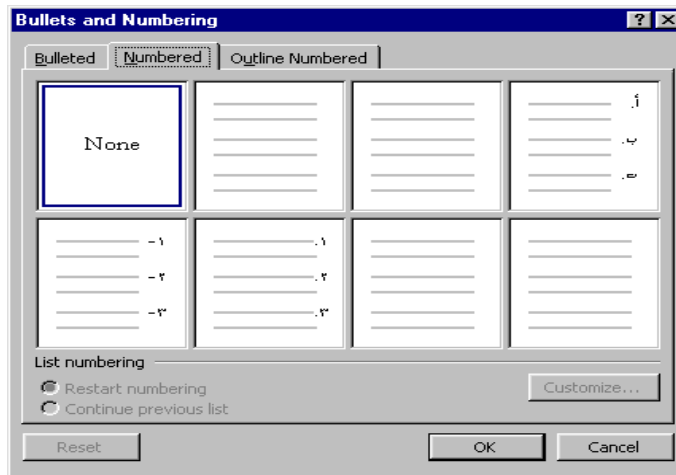 Bullets and Numbering
Bulleted
Numbered
Outline Numbered
None
أ.
ب.
ت.
١ -
٢ -
٣ -
١.
٢.
٣.
List numbering
Restart numbering
Continue previous list
Customize...
Reset
OK
Cancel